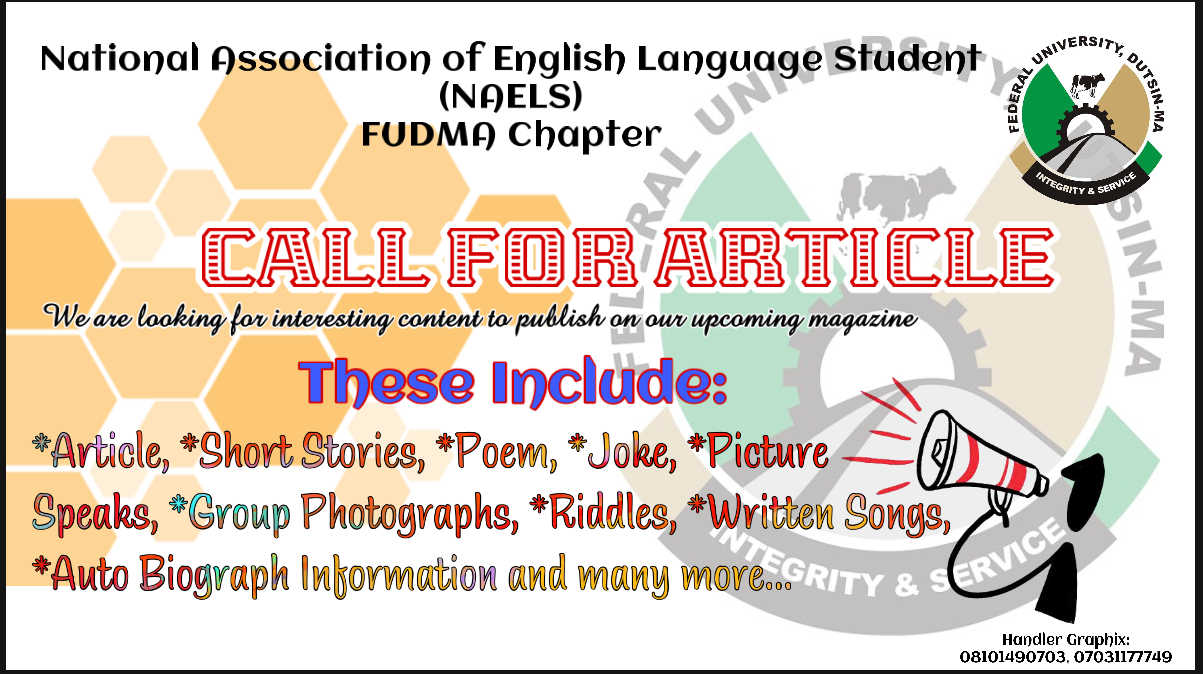 National Association of English Language Student
(NAELS)
FUDMA Chapter
FEDERAL UNIVERSITY, DUTSIN-MA
INTEGRITY & SERVICE
CALL FOR ARTICLE
We are looking for interesting content to publish on our upcoming magazine
These Include:
*Article, *Short Stories, *Poem, *Joke, *Picture
Speaks, *Group Photographs, *Riddles, *Written Songs,
*Auto Biograph Information and many more...
INTEGRITY & SERVICE
Handler Graphix:
08101490703, 07031177749